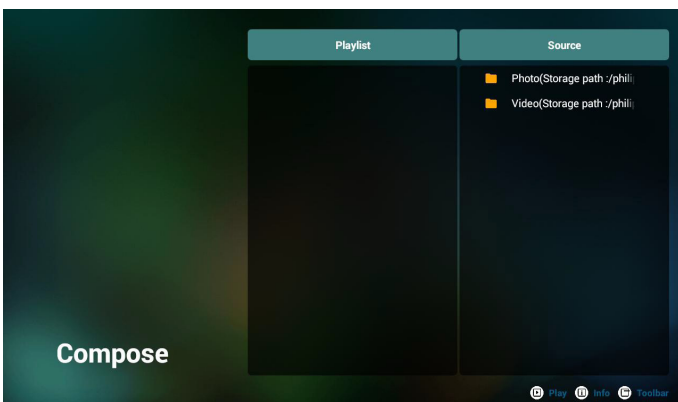 Playlist
Source
Photo(Storage path :/phili
Video(Storage path :/phili
Compose
Play Info Toolbar